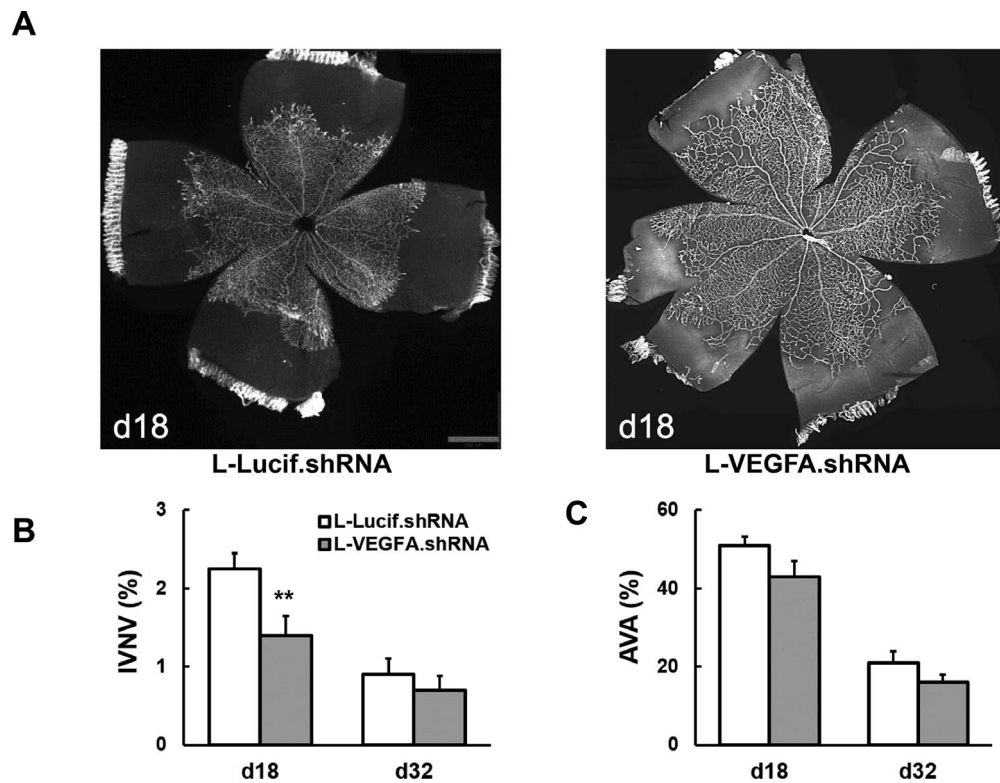 A
d18
d18
L-Lucif.shRNA
L-VEGFA.shRNA
B
IVNV (%)
3
2
1
0
L-Lucif.shRNA
L-VEGFA.shRNA
**
d18
d32
C
AVA (%)
60
40
20
0
d18
d32